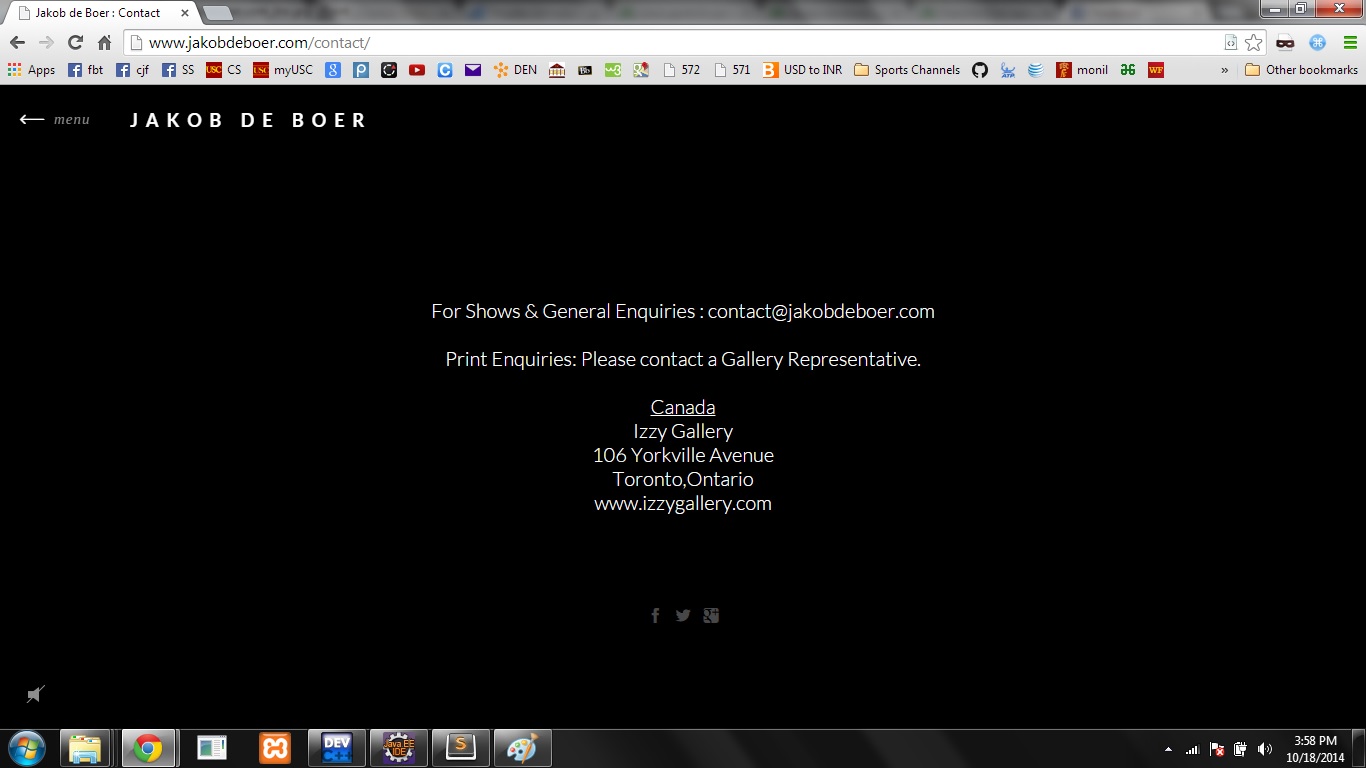 Jakob de Boer : Contact
www.jakobdeboer.com/contact/
Apps fbt cjf SS CS myUSC DEN 572 571 USD to INR Sports Channels monil WF » Other bookmarks
menu JAKOB DE BOER
For Shows & General Enquiries : contact@jakobdeboer.com
Print Enquiries: Please contact a Gallery Representative.
Canada
Izzy Gallery
106 Yorkville Avenue
Toronto,Ontario
www.izzygallery.com
DEV C++ Java EE IDE S
3:58 PM
10/18/2014